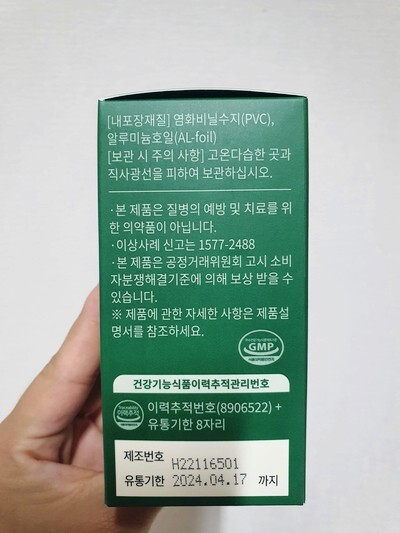 [내포장재질] 염화비닐수지(PVC),
알루미늄호일(AL-foil)
[보관 시 주의 사항] 고온다습한 곳과
직사광선을 피하여 보관하십시오.
· 본 제품은 질병의 예방 및 치료를 위
한 의약품이 아닙니다.
· 이상사례 신고는 1577-2488
· 본 제품은 공정거래위원회 고시 소비
자분쟁해결기준에 의해 보상 받을 수
있습니다.
※ 제품에 관한 자세한 사항은 제품설
명서를 참조하세요.
GMP
건강기능식품이력추적관리번호
이력추적
이력추적번호(8906522) +
유통기한 8자리
제조번호 H22116501
유통기한 2024.04.17 까지